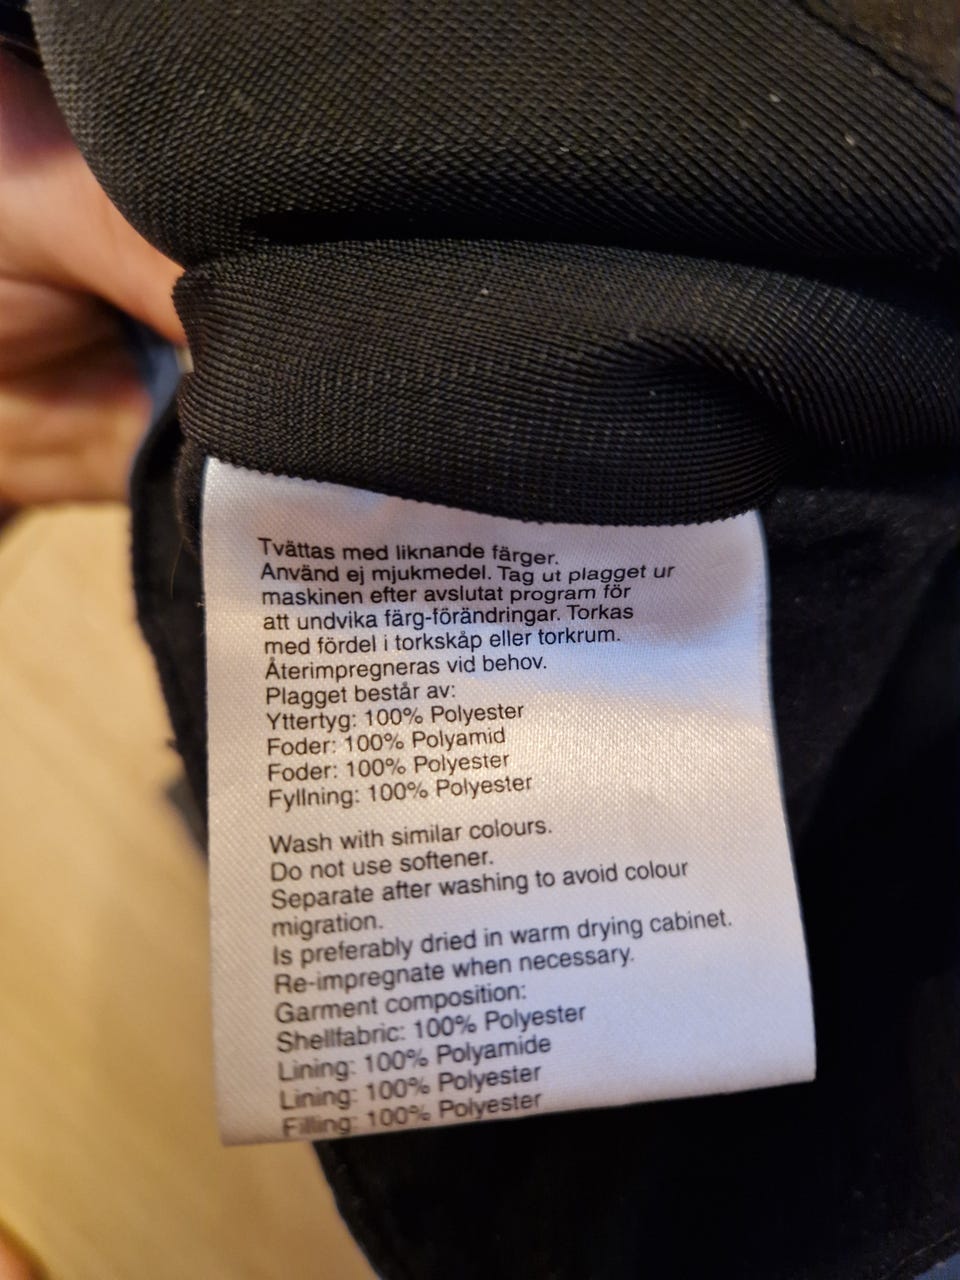 Tvättas med liknande färger.
Använd ej mjukmedel. Tag ut plagget ur
maskinen efter avslutat program för
att undvika färg-förändringar. Torkas
med fördel i torkskåp eller torkrum.
Återimpregneras vid behov.
Plagget består av:
Yttertyg: 100% Polyester
Foder: 100% Polyamid
Foder: 100% Polyester
Fyllning: 100% Polyester
Wash with similar colours.
Do not use softener.
Separate after washing to avoid colour
migration.
Is preferably dried in warm drying cabinet.
Re-impregnate when necessary.
Garment composition:
Shellfabric: 100% Polyester
Lining: 100% Polyamide
Lining: 100% Polyester
Filling: 100% Polyester